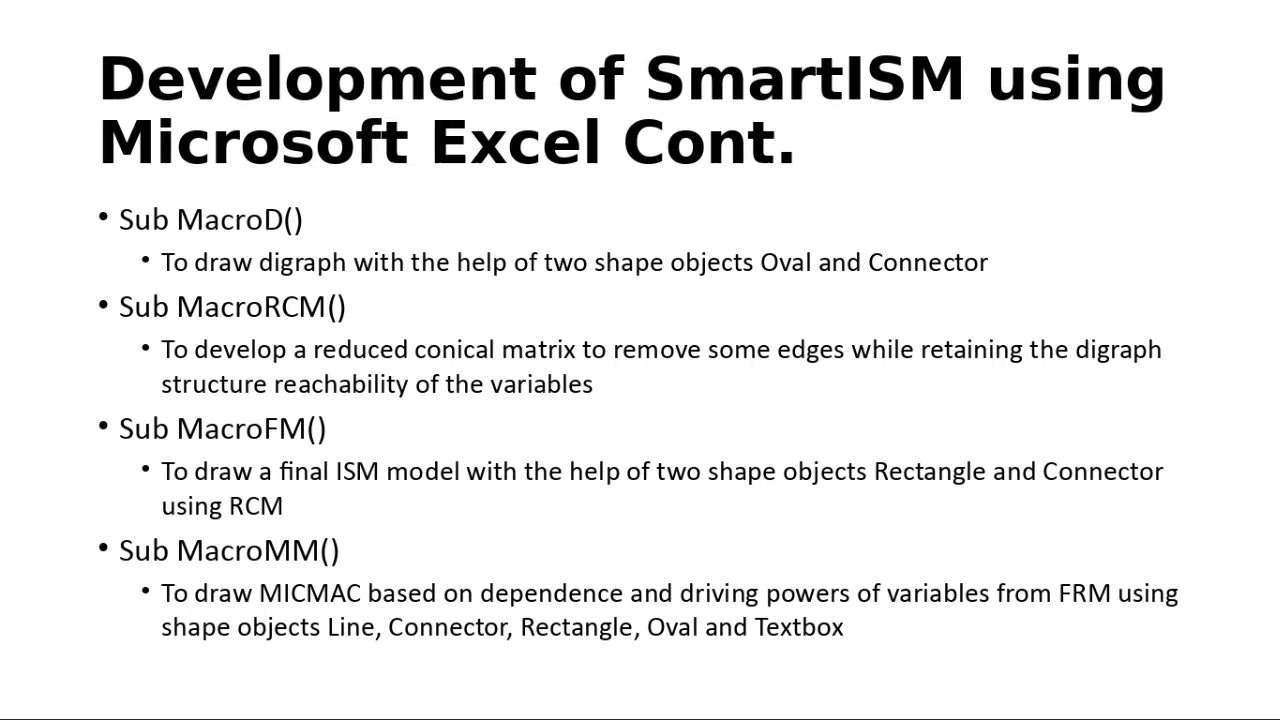 Development of SmartISM using
Microsoft Excel Cont.
• Sub MacroD()
• To draw digraph with the help of two shape objects Oval and Connector
• Sub MacroRCM()
• To develop a reduced conical matrix to remove some edges while retaining the digraph
structure reachability of the variables
• Sub MacroFM()
• To draw a final ISM model with the help of two shape objects Rectangle and Connector
using RCM
• Sub MacroMM()
• To draw MICMAC based on dependence and driving powers of variables from FRM using
shape objects Line, Connector, Rectangle, Oval and Textbox